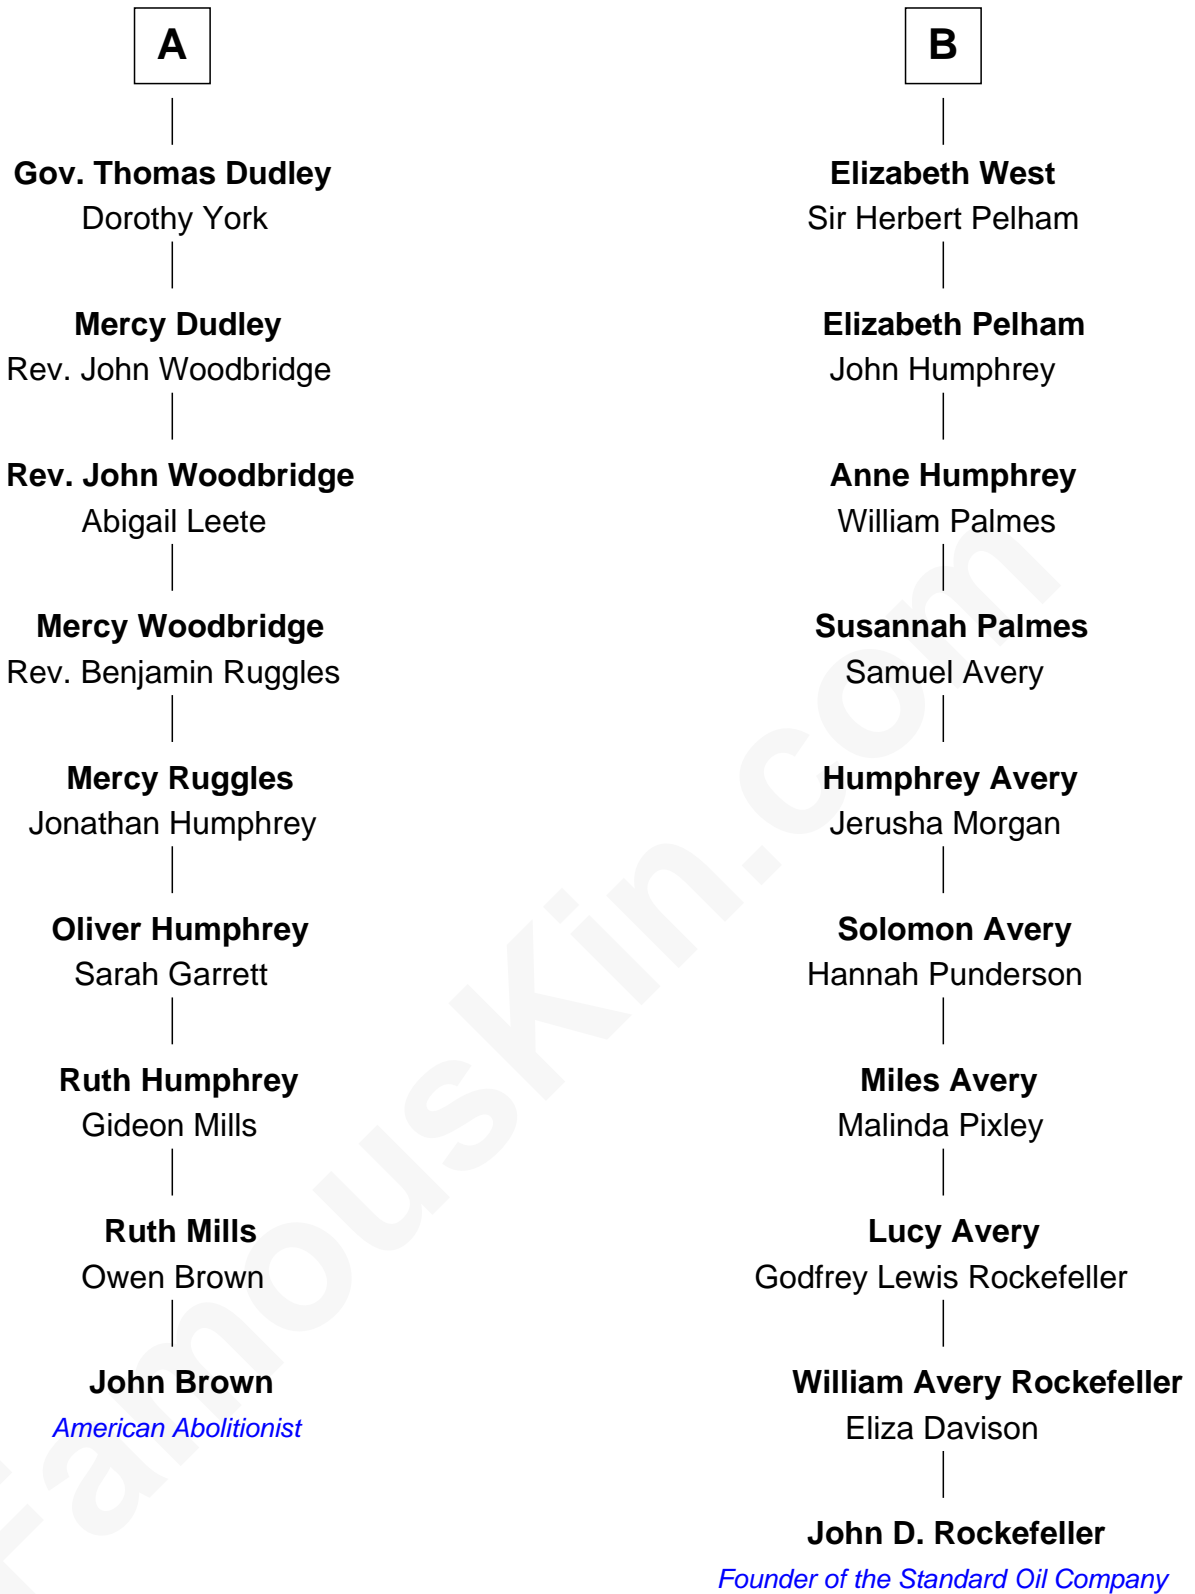 A
Gov. Thomas Dudley
Dorothy York
Mercy Dudley
Rev. John Woodbridge
Rev. John Woodbridge
Abigail Leete
Mercy Woodbridge
Rev. Benjamin Ruggles
Mercy Ruggles
Jonathan Humphrey
Oliver Humphrey
Sarah Garrett
Ruth Humphrey
Gideon Mills
Ruth Mills
Owen Brown
John Brown
American Abolitionist
B
Elizabeth West
Sir Herbert Pelham
Elizabeth Pelham
John Humphrey
Anne Humphrey
William Palmes
Susannah Palmes
Samuel Avery
Humphrey Avery
Jerusha Morgan
Solomon Avery
Hannah Punderson
Miles Avery
Malinda Pixley
Lucy Avery
Godfrey Lewis Rockefeller
William Avery Rockefeller
Eliza Davison
John D. Rockefeller
Founder of the Standard Oil Company
FamousKin.com